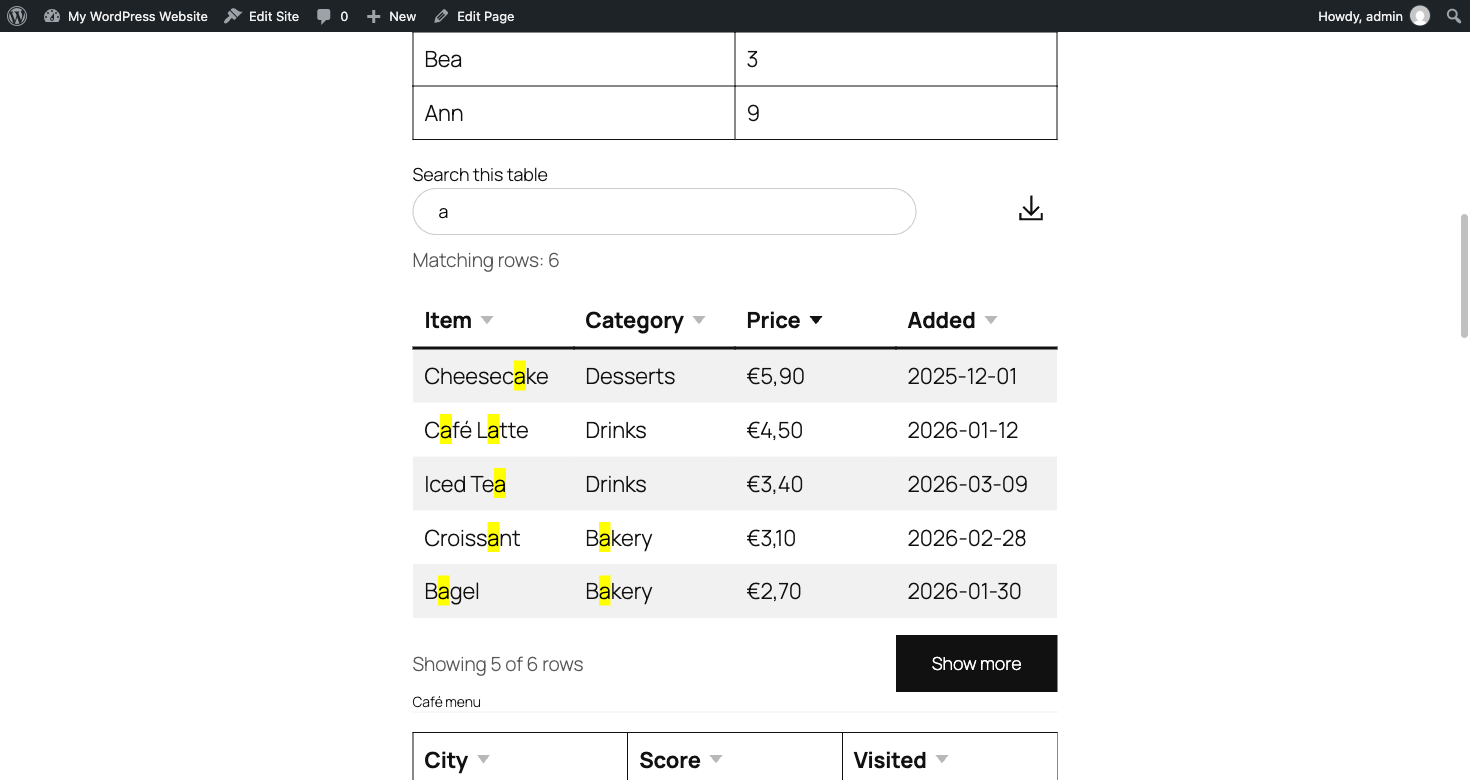 My WordPress Website Edit Site 0 New Edit Page Howdy, admin
Bea 3
Ann 9
Search this table
a
Matching rows: 6
Item Category Price Added
Cheesecake Desserts €5,90 2025-12-01
Café Latte Drinks €4,50 2026-01-12
Iced Tea Drinks €3,40 2026-03-09
Croissant Bakery €3,10 2026-02-28
Bagel Bakery €2,70 2026-01-30
Showing 5 of 6 rows Show more
Café menu
City Score Visited